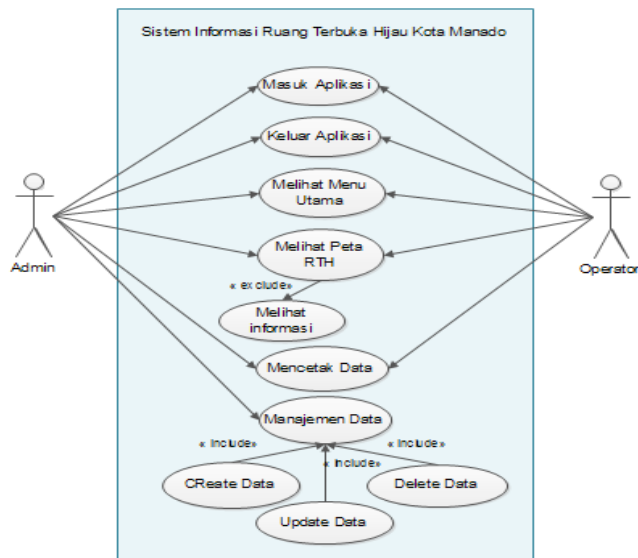 Sistem Informasi Ruang Terbuka Hijau Kota Manado
Masuk Aplikasi
Keluar Aplikasi
Melihat Menu
Utama
Melihat Peta
RTH
Admin
Operator
« exclude»
Melihat
informasi
Mencetak Data
Manajemen Data
« include»
« include»
« include»
CReate Data
Delete Data
Update Data